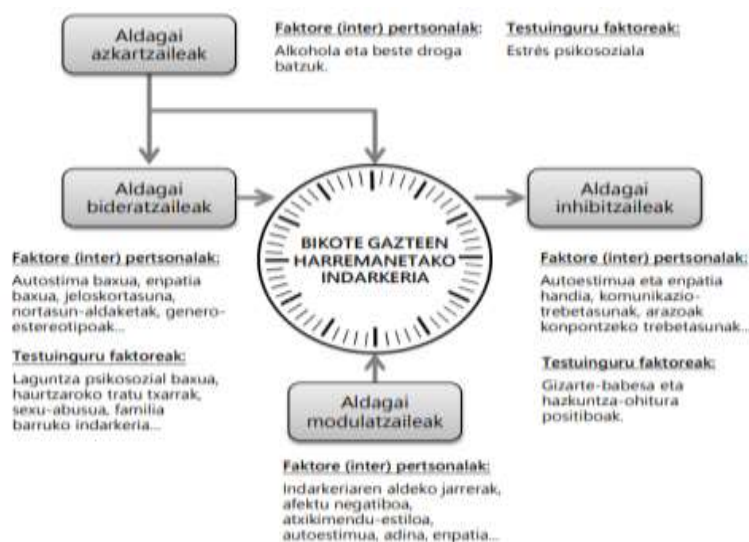 Aldagai
azkartzaileak
Faktore (inter) pertsonalak:
Alkohola eta beste droga
batzuk.
Testuinguru faktoreak:
Estrés psikosoziala
Aldagai
bideratzaileak
BIKOTE GAZTEEN
HARREMANETAKO
INDARKERIA
Aldagai
inhibitzaileak
Faktore (inter) pertsonalak:
Autostima baxua, enpatia
baxua, jeloskortasuna,
nortasun-aldaketak, genero-
estereotipoak...
Testuinguru faktoreak:
Laguntza psikosozial baxua,
haurtzaroko tratu txarrak,
sexu-abusua, familia
barruko indarkeria...
Faktore (inter) pertsonalak:
Autoestimua eta enpatia
handia, komunikazio-
trebetasunak, arazoak
konpontzeko trebetasunak...
Testuinguru faktoreak:
Gizarte-babesa eta
hazkuntza-ohitura
positiboak.
Aldagai
modulatzaileak
Faktore (inter) pertsonalak:
Indarkeriaren aldeko jarrerak,
afektu negatiboa,
atxikimendu-estiloa,
autoestimua, adina, enpatia...